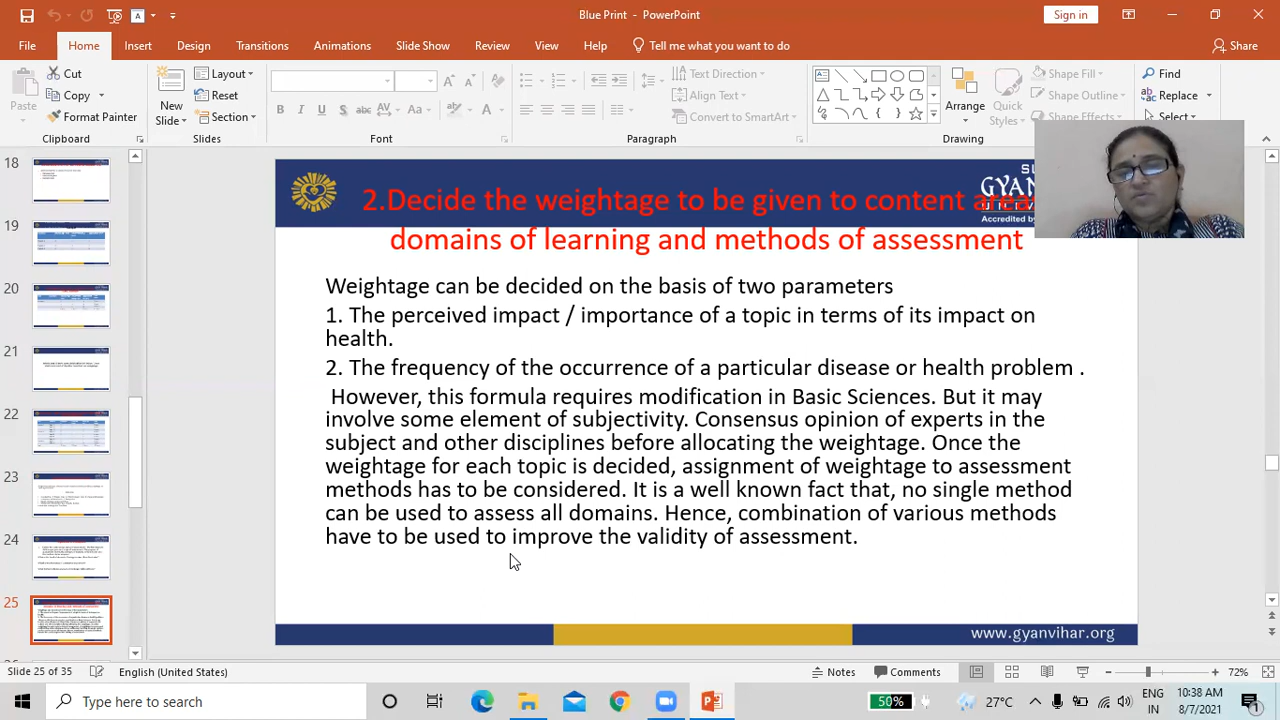 Blue Print - PowerPoint
Sign in
File Home Insert Design Transitions Animations Slide Show Review View Help Tell me what you want to do Share
Paste
Cut
Copy
Format Painter
Clipboard
New
Slide
Layout
Reset
Section
Slides
B I U S abc AV Aa A
Font
Text Direction
Align Text
Convert to SmartArt
Paragraph
Arrange
Quick
Styles
Shape Fill
Shape Outline
Shape Effects
Drawing
Find
Replace
Select
18
19
20
21
22
23
24
25
GYAN
Accredited by
2.Decide the weightage to be given to content areas
domains of learning and methods of assessment
Weightage can be decided on the basis of two parameters
1. The perceived impact / importance of a topic in terms of its impact on
health.
2. The frequency of the occurrence of a particular disease or health problem .
However, this formula requires modification in Basic Sciences. But it may
involve some element of subjectivity. Consensus opinion of experts in the
subject and other disciplines before allocating the weightage. Once the
weightage for each topic is decided, assignment of weightage to assessment
methods has to be considered. It is a well known fact that, no single method
can be used to assess all domains. Hence, combination of various methods
have to be used to improve the validity of assessment.
www.gyanvihar.org
Slide 25 of 35 English (United States) Notes Comments 72%
Type here to search
50%
27°C
ENG
IN
10:38 AM
8/7/2021